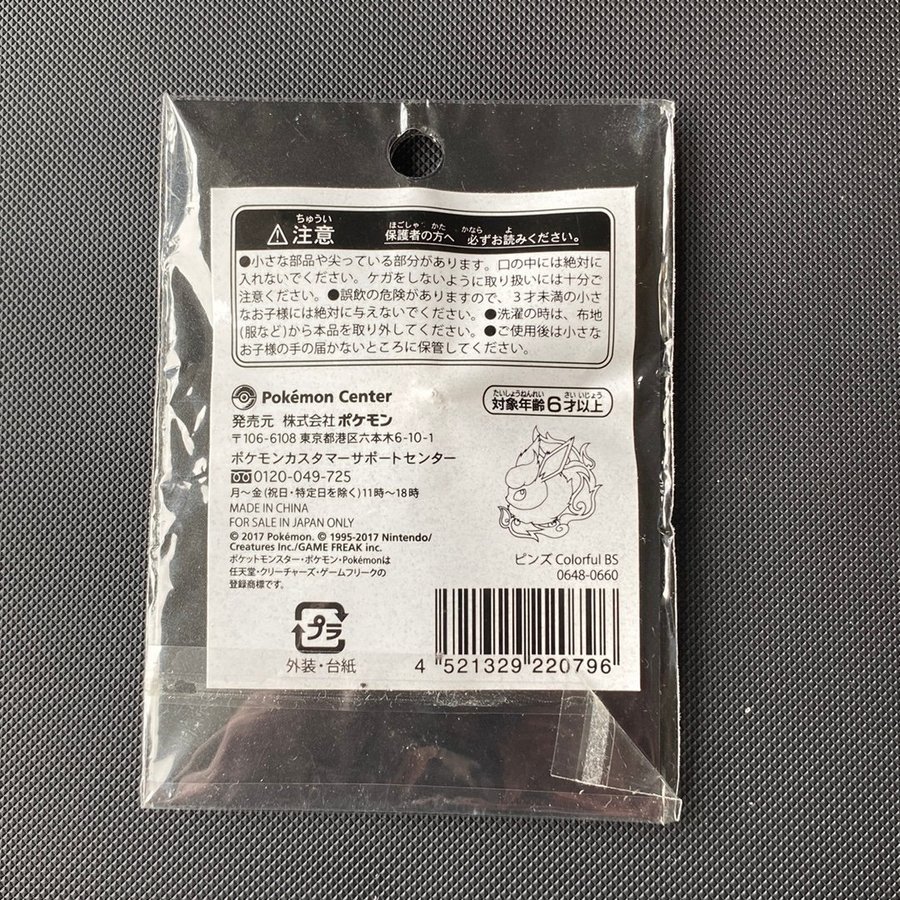 ちゅうい
⚠注意
ほごしゃ かた かなら よ
保護者の方へ 必ずお読みください。
●小さな部品や尖っている部分があります。口の中には絶対に
入れないでください。ケガをしないように取り扱いには十分ご
注意ください。●誤飲の危険がありますので、3才未満の小さ
なお子様には絶対に与えないでください。●洗濯の時は、布地
(服など)から本品を取り外してください。●ご使用後は小さな
お子様の手の届かないところに保管してください。
Pokémon Center
たいしょうねんれい さい いじょう
対象年齢6才以上
発売元 株式会社ポケモン
〒106-6108 東京都港区六本木6-10-1
ポケモンカスタマーサポートセンター
0120-049-725
月～金(祝日・特定日を除く)11時～18時
MADE IN CHINA
FOR SALE IN JAPAN ONLY
© 2017 Pokémon. © 1995-2017 Nintendo/
Creatures Inc./GAME FREAK inc.
ポケットモンスター・ポケモン・Pokémonは
任天堂・クリーチャーズ・ゲームフリークの
登録商標です。
ピンズ Colorful BS
0648-0660
プラ
外装・台紙
4 521329 220796